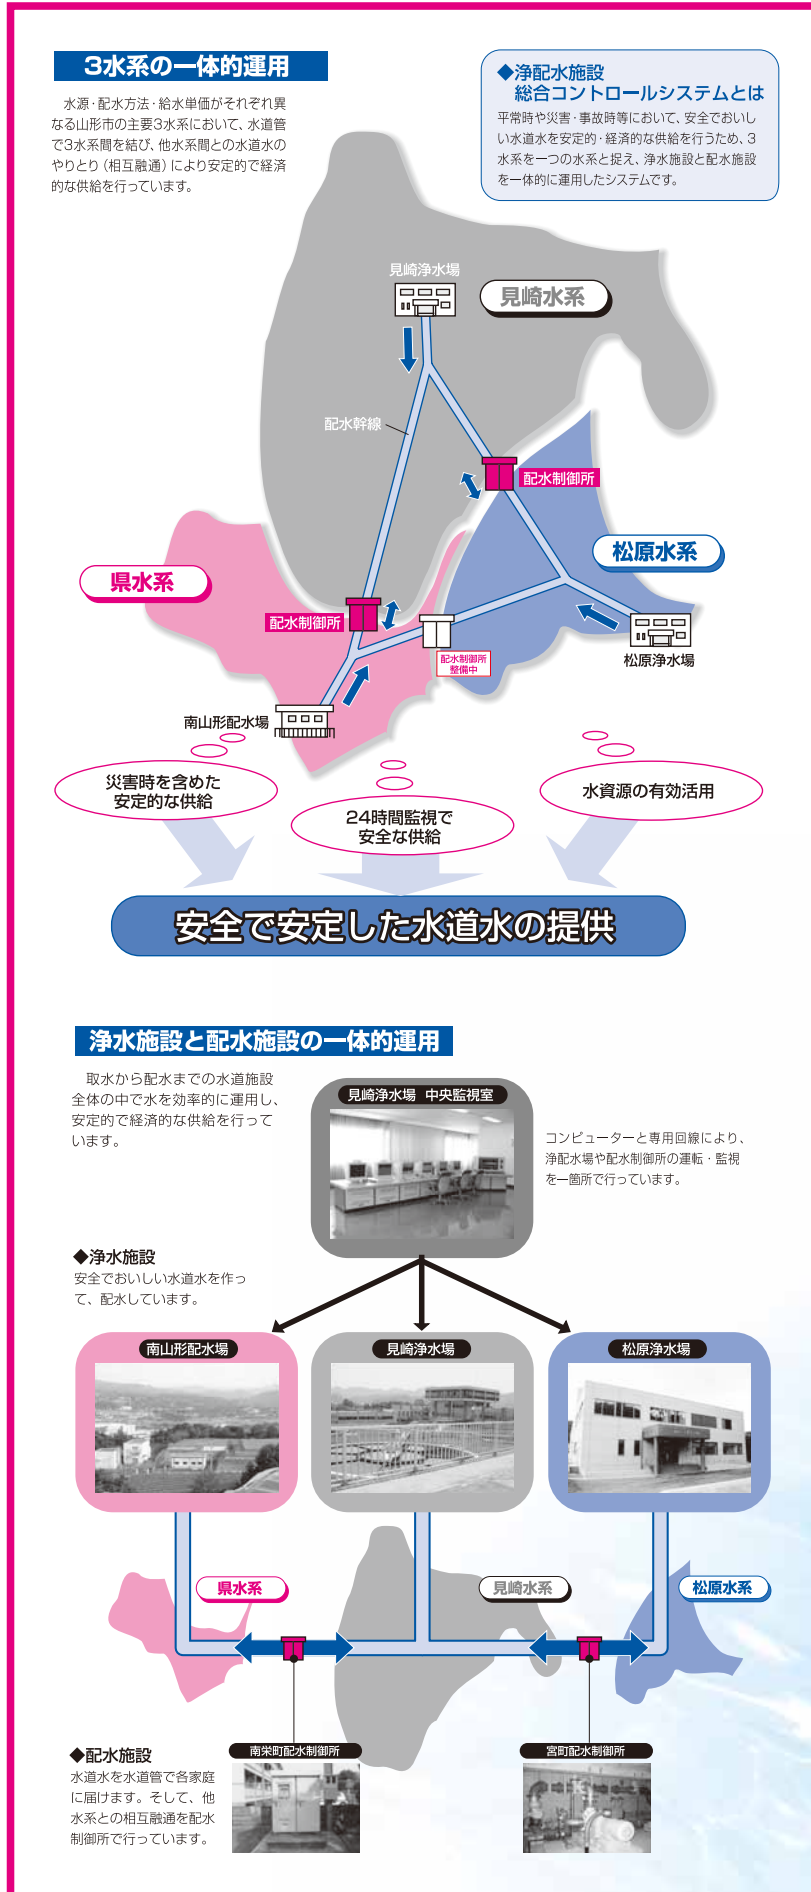 3水系の一体的運用
水源・配水方法・給水単価がそれぞれ異
なる山形市の主要3水系において、水道管
で3水系間を結び、他水系間との水道水の
やりとり（相互融通）により安定的で経済
的な供給を行っています。
◆浄配水施設
総合コントロールシステムとは
平常時や災害・事故時等において、安全でおいし
い水道水を安定的・経済的な供給を行うため、3
水系を一つの水系と捉え、浄水施設と配水施設
を一体的に運用したシステムです。
見崎浄水場
見崎水系
配水幹線
配水制御所
松原水系
県水系
配水制御所
配水制御所
整備中
松原浄水場
南山形配水場
災害時を含めた
安定的な供給
24時間監視で
安全な供給
水資源の有効活用
安全で安定した水道水の提供
浄水施設と配水施設の一体的運用
取水から配水までの水道施設
全体の中で水を効率的に運用し、
安定的で経済的な供給を行って
います。
見崎浄水場 中央監視室
コンピューターと専用回線により、
浄配水場や配水制御所の運転・監視
を一箇所で行っています。
◆浄水施設
安全でおいしい水道水を作っ
て、配水しています。
南山形配水場
見崎浄水場
松原浄水場
県水系
見崎水系
松原水系
◆配水施設
水道水を水道管で各家庭
に届けます。そして、他
水系との相互融通を配水
制御所で行っています。
南栄町配水制御所
宮町配水制御所